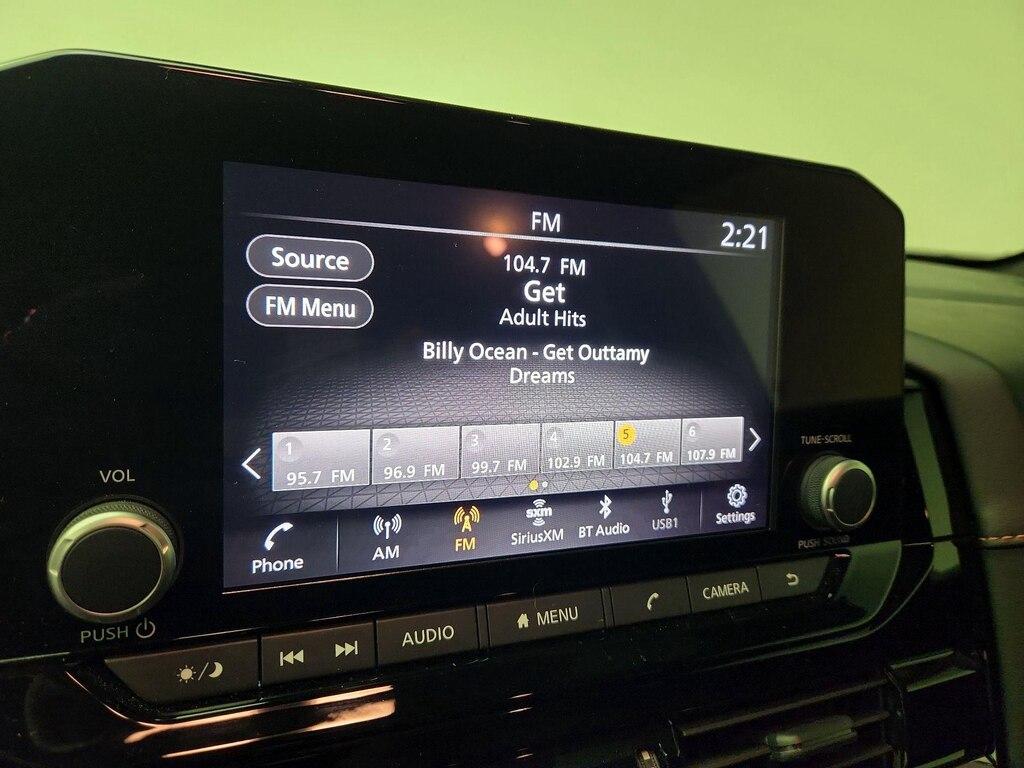 FM
2:21
Source
104.7 FM
Get
FM Menu
Adult Hits
Billy Ocean - Get Outtamy
Dreams
1 95.7 FM
2 96.9 FM
3 99.7 FM
4 102.9 FM
5 104.7 FM
6 107.9 FM
Phone
AM
FM
sxm
SiriusXM
BT Audio
USB1
Settings
VOL
PUSH
TUNE-SCROLL
PUSH SOUND
AUDIO
MENU
CAMERA